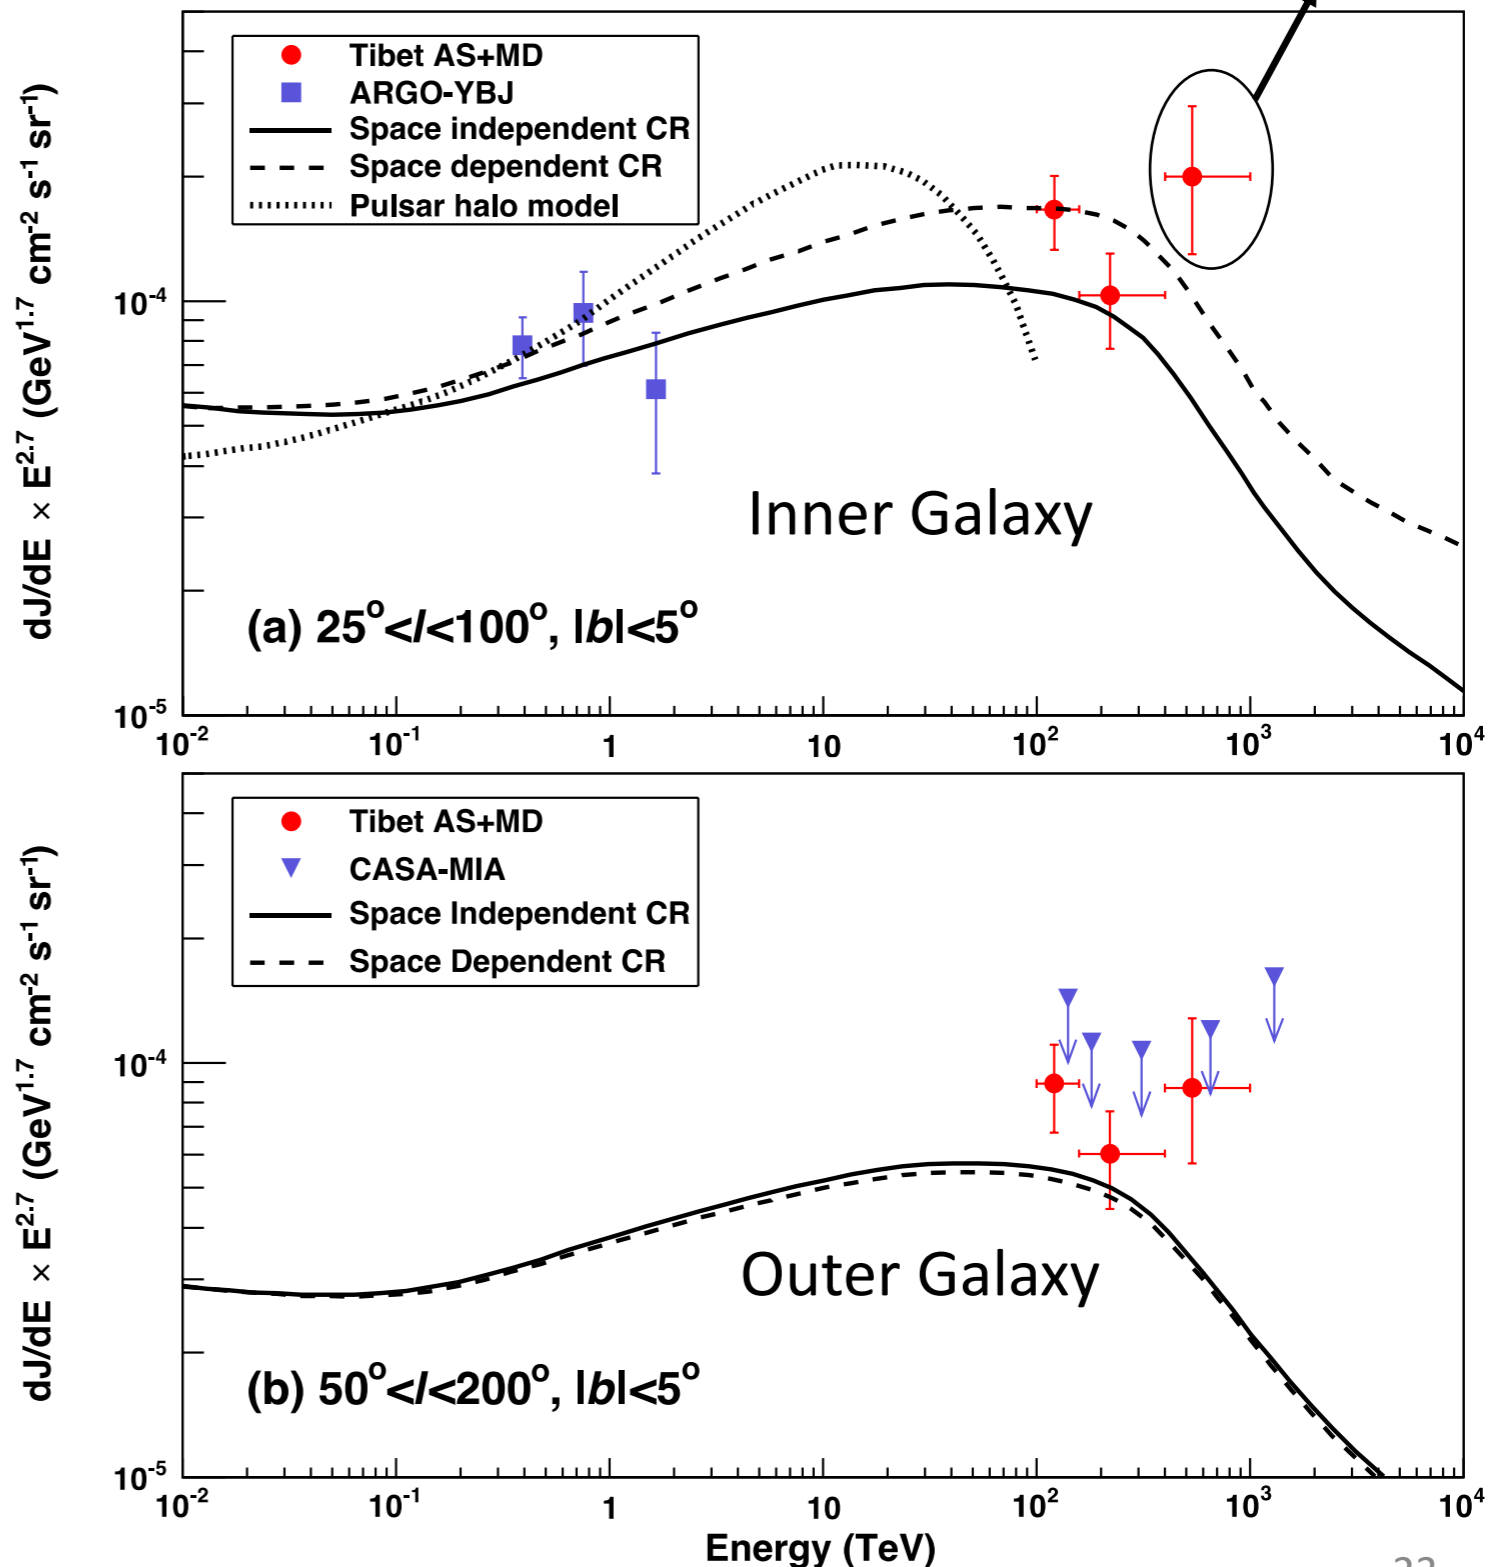 Tibet AS+MD
ARGO-YBJ
Space independent CR
Space dependent CR
Pulsar halo model
dJ/dE × E^2.7 (GeV^1.7 cm^-2 s^-1 sr^-1)
10^-4
10^-5
Inner Galaxy
(a) 25°<l<100°, |b|<5°
10^-2 10^-1 1 10 10^2 10^3 10^4
Tibet AS+MD
CASA-MIA
Space Independent CR
Space Dependent CR
dJ/dE × E^2.7 (GeV^1.7 cm^-2 s^-1 sr^-1)
10^-4
10^-5
Outer Galaxy
(b) 50°<l<200°, |b|<5°
10^-2 10^-1 1 10 10^2 10^3 10^4
Energy (TeV)